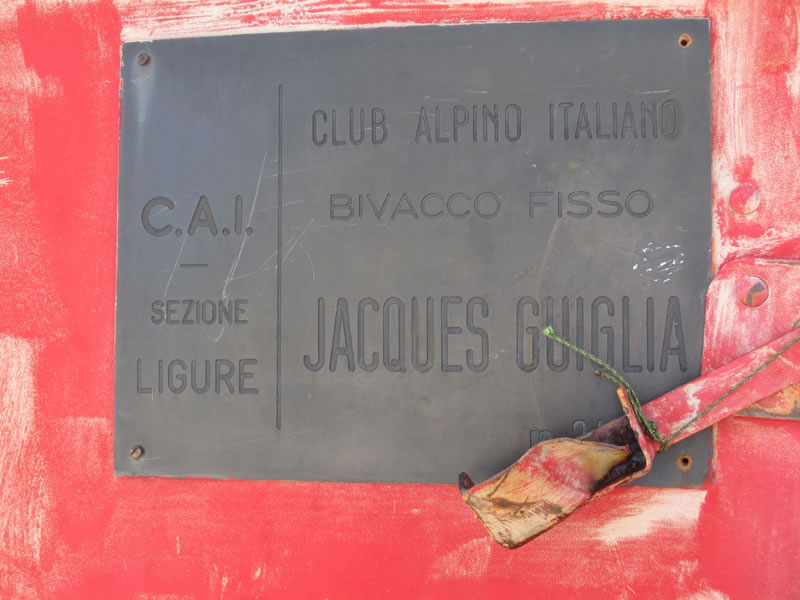 C.A.I.
—
SEZIONE
LIGURE
CLUB ALPINO ITALIANO
BIVACCO FISSO
JACQUES GUIGLIA